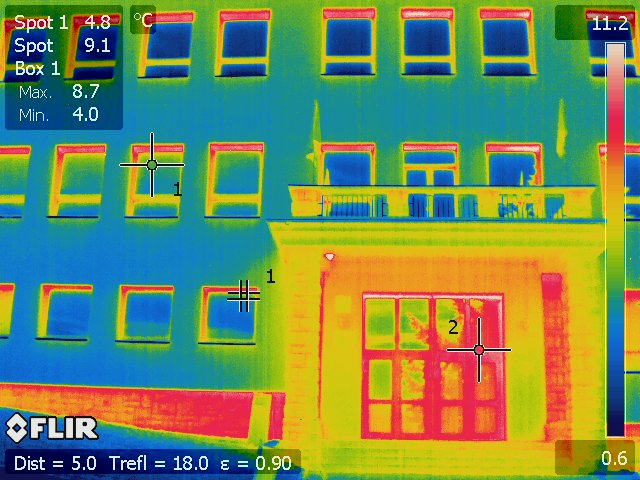 Spot 1 4.8 °C
Spot 9.1
Box 1
Max. 8.7
Min. 4.0
11.2
1
1
2
FLIR
Dist = 5.0 Trefl = 18.0 ε = 0.90
0.6